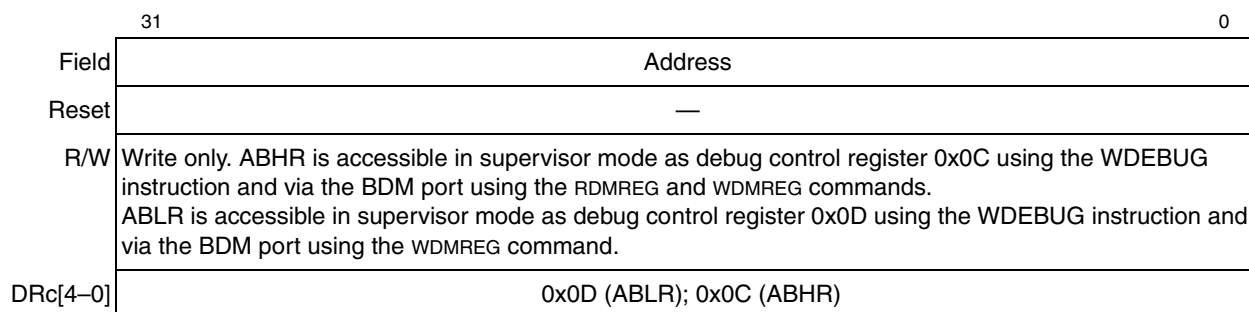 31 0
Field Address
Reset —
R/W Write only. ABHR is accessible in supervisor mode as debug control register 0x0C using the WDEBUG
instruction and via the BDM port using the RDMREG and WDMREG commands.
ABLR is accessible in supervisor mode as debug control register 0x0D using the WDEBUG instruction and
via the BDM port using the WDMREG command.
DRc[4–0] 0x0D (ABLR); 0x0C (ABHR)